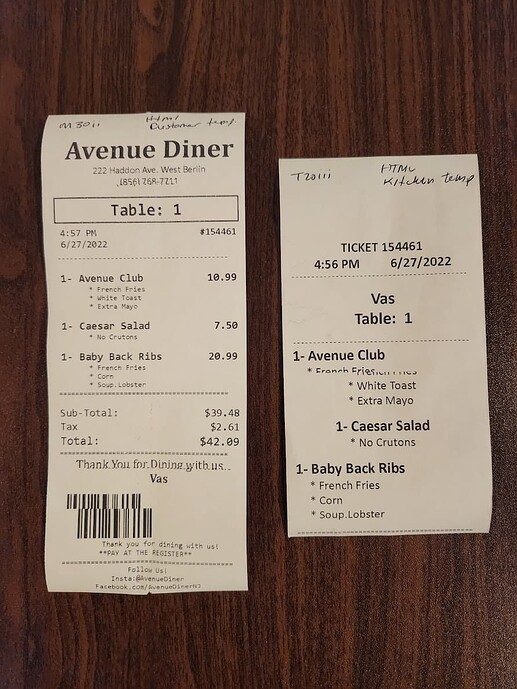 M30ii
HTML
Customer temp
Avenue Diner
222 Haddon Ave. West Berlin
(856) 768-7711
Table: 1
4:57 PM #154461
6/27/2022
1- Avenue Club 10.99
* French Fries
* White Toast
* Extra Mayo
1- Caesar Salad 7.50
* No Crutons
1- Baby Back Ribs 20.99
* French Fries
* Corn
* Soup.Lobster
Sub-Total: $39.48
Tax $2.61
Total: $42.09
Thank You for Dining with us..
Vas
Thank you for dining with us!
**PAY AT THE REGISTER**
Follow Us!
Insta:@AvenueDiner
Facebook.com/AvenueDinerNJ
T20iii
HTML
Kitchen temp
TICKET 154461
4:56 PM 6/27/2022
Vas
Table: 1
1- Avenue Club
* French Fries
* White Toast
* Extra Mayo
1- Caesar Salad
* No Crutons
1- Baby Back Ribs
* French Fries
* Corn
* Soup.Lobster